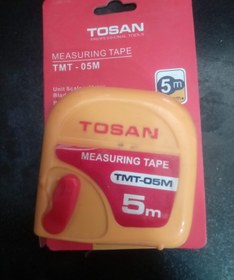 TOSAN
MEASURING TAPE
TMT - 05M
5m
TOSAN
MEASURING TAPE
TMT-05M
5m